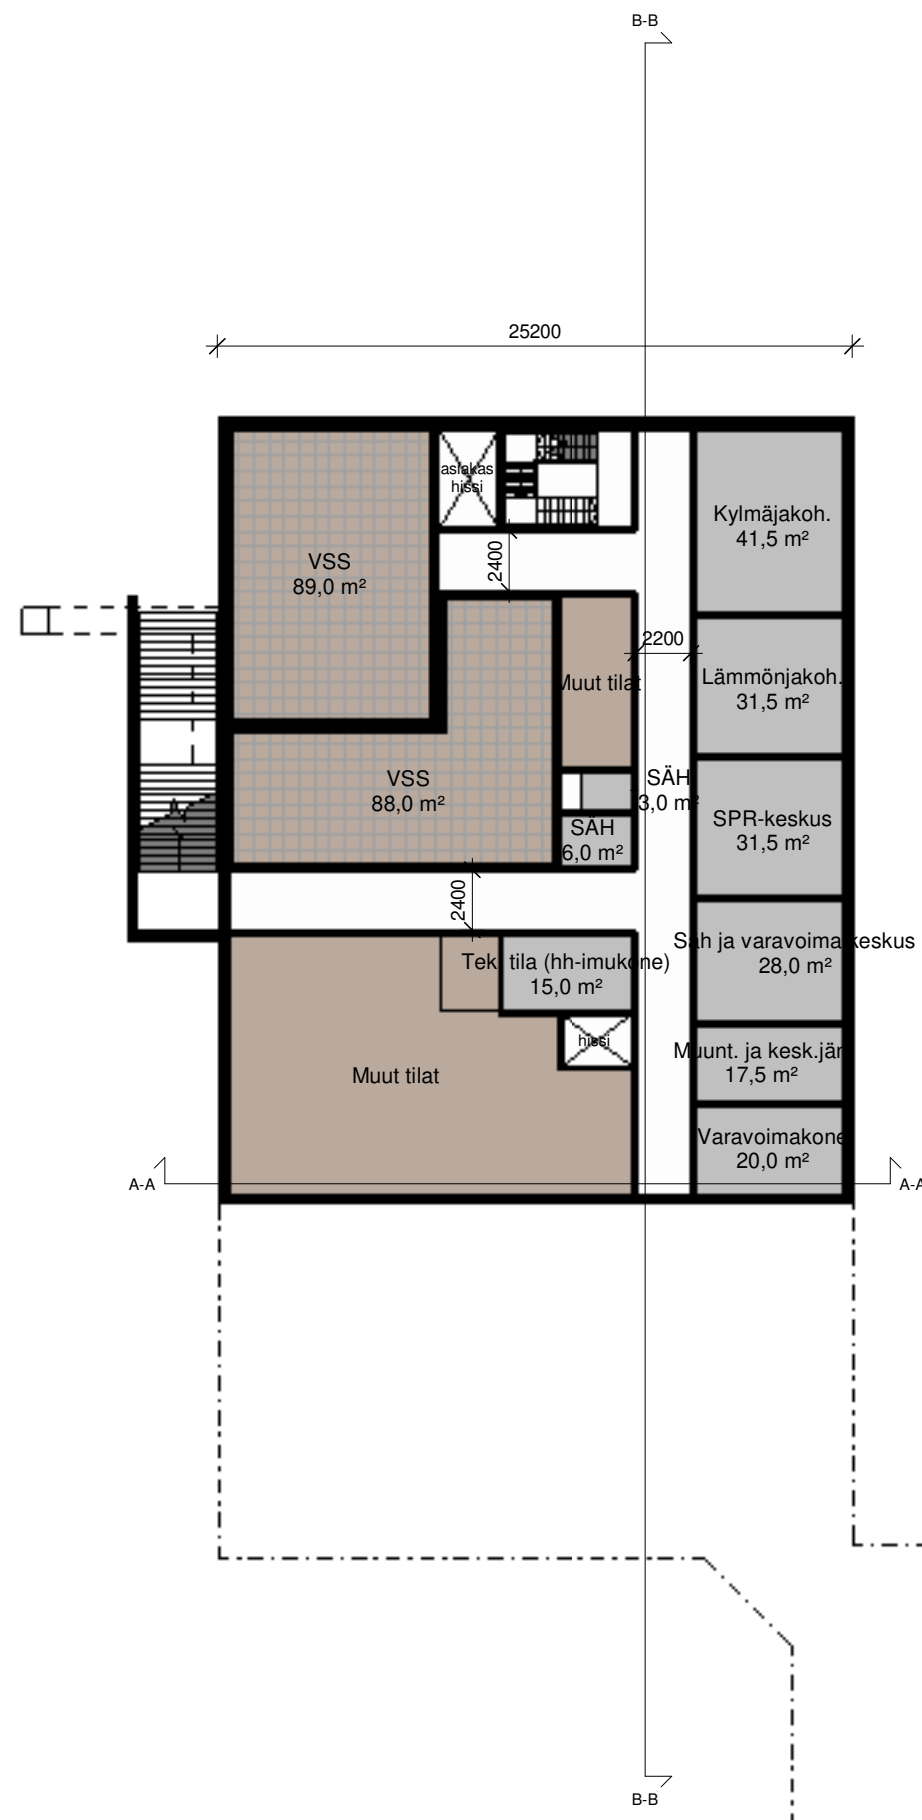 B-B
25200
asiakas
hissi
Kylmäjakoh.
41,5 m²
VSS
89,0 m²
2400
2200
Muut tilat
Lämmönjakoh.
31,5 m²
VSS
88,0 m²
SÄH
3,0 m²
SPR-keskus
31,5 m²
SÄH
6,0 m²
2400
Säh ja varavoimakeskus
28,0 m²
Tek. tila (hh-imukone)
15,0 m²
hissi
Muunt. ja kesk.jär
17,5 m²
Muut tilat
Varavoimakone
20,0 m²
A-A
A-A
B-B